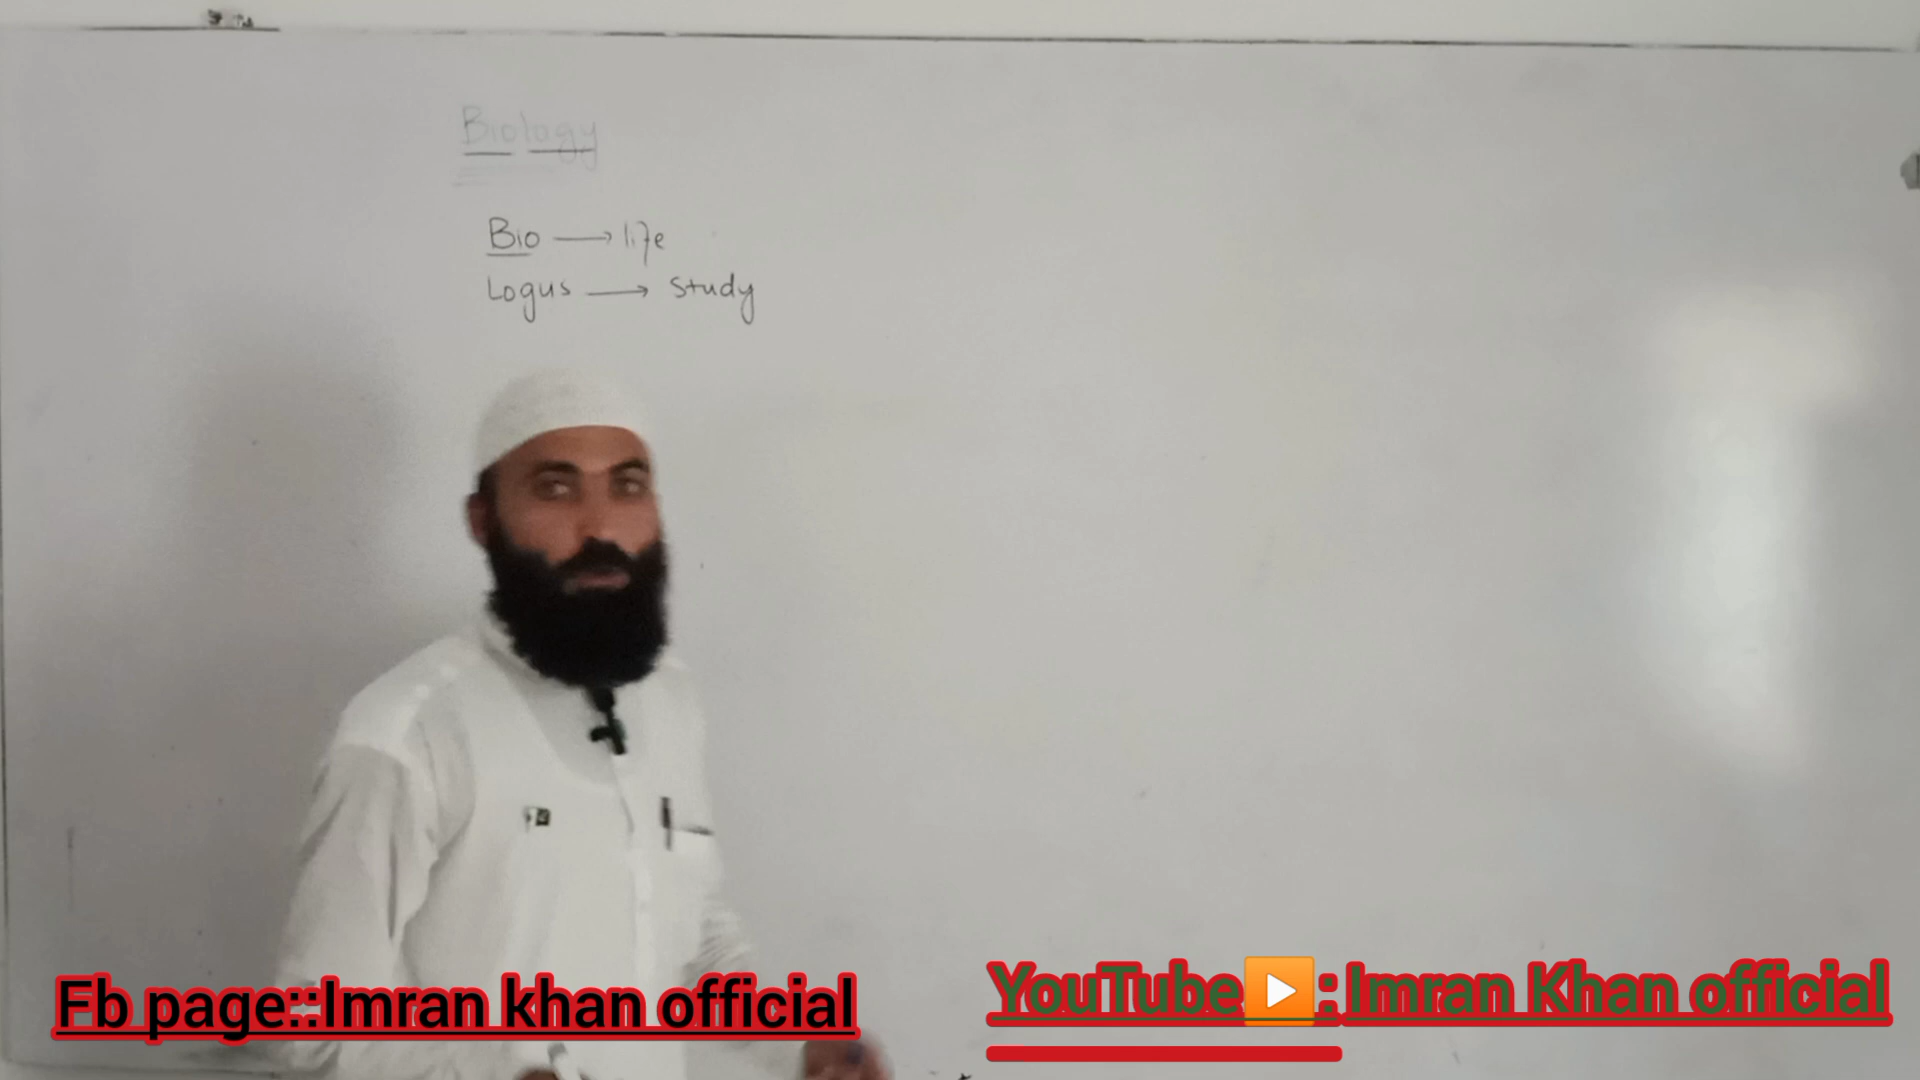 Biology
Bio → life
Logus → study
Fb page::Imran khan official
YouTube▶️:Imran Khan official